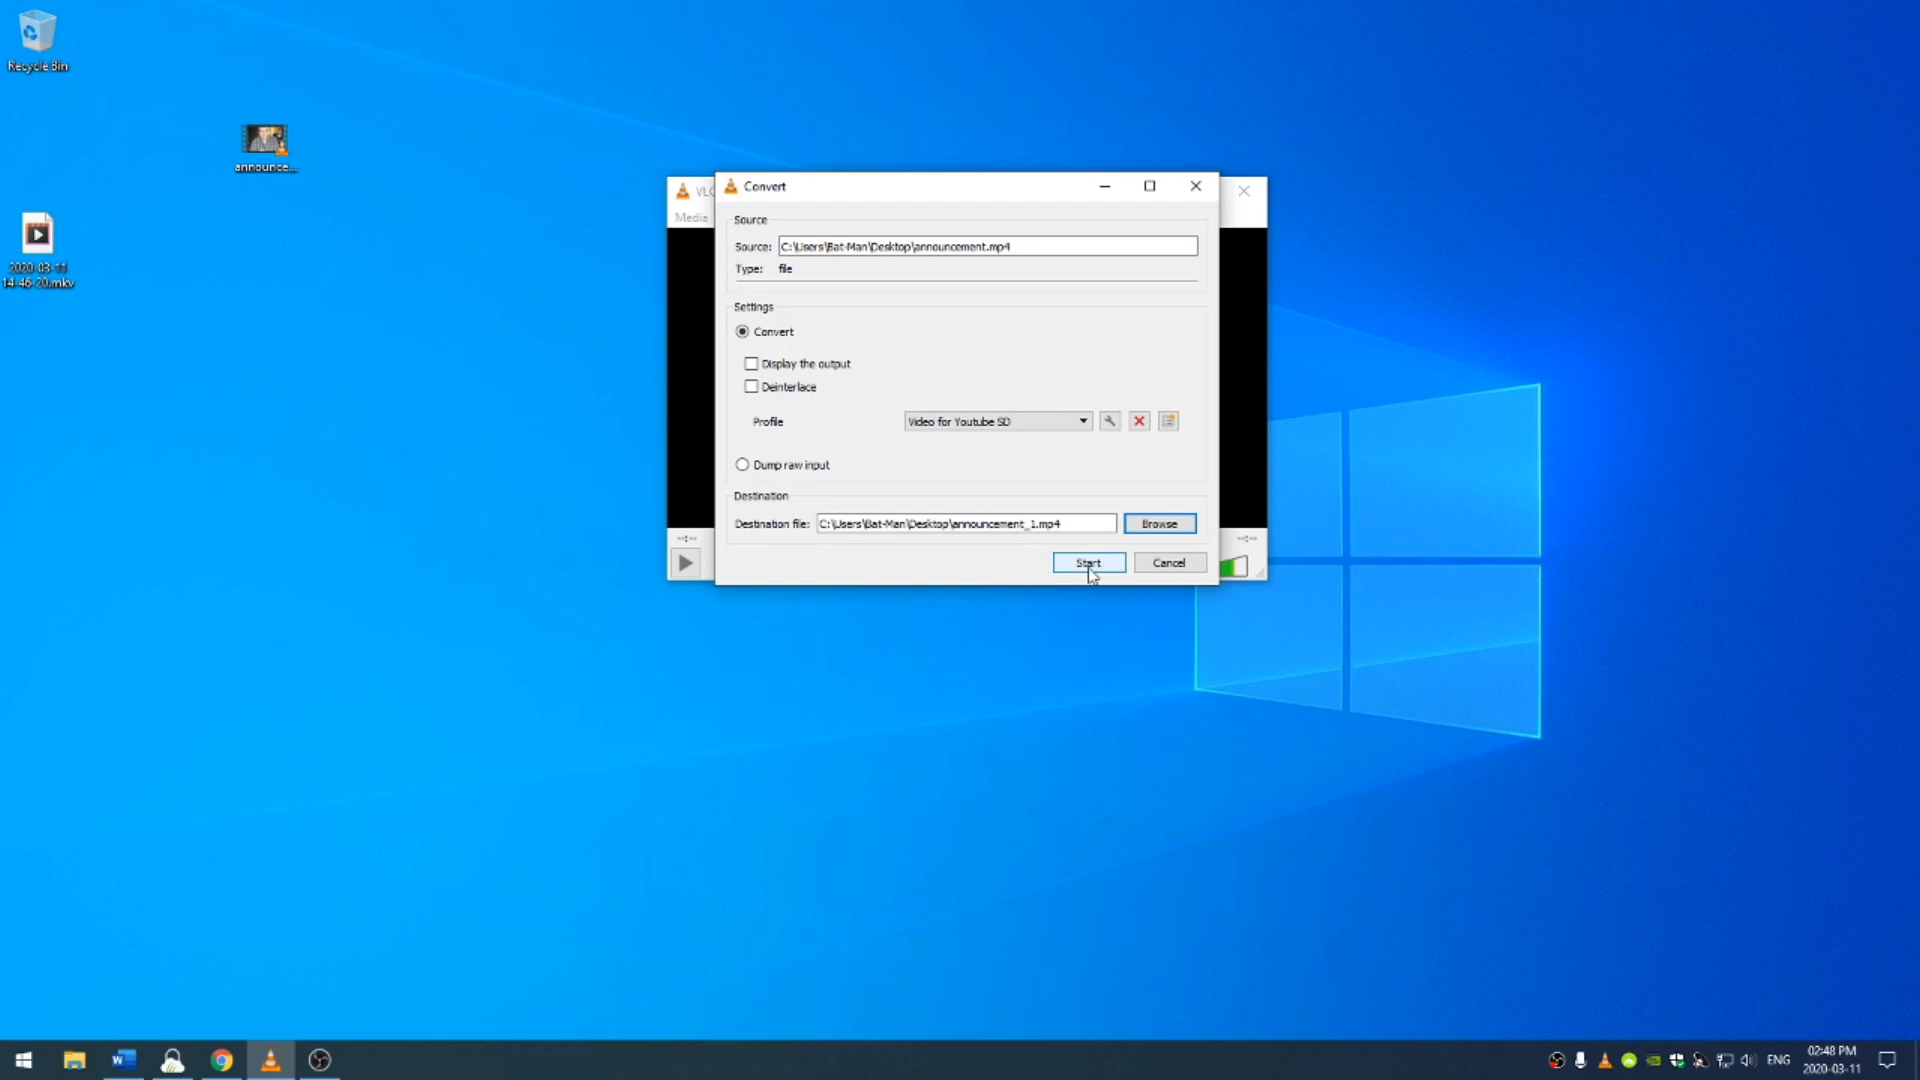 Recycle Bin
announce...
2020-03-11
14-46-20.mkv
VLC
Media
Convert
Source
Source: C:\Users\Bat-Man\Desktop\announcement.mp4
Type: file
Settings
Convert
Display the output
Deinterlace
Profile Video for Youtube SD
Dump raw input
Destination
Destination file: C:\Users\Bat-Man\Desktop\announcement_1.mp4 Browse
--:-- --:--
Start Cancel
ENG
02:48 PM
2020-03-11